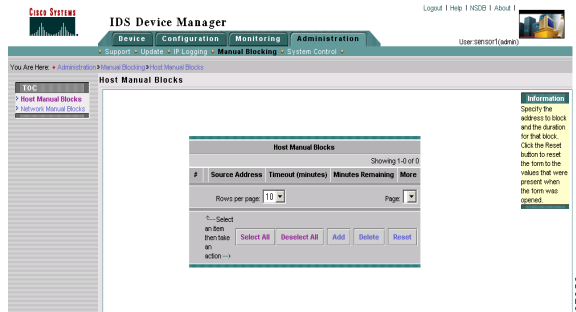 Cisco Systems
IDS Device Manager
Logout | Help | NSDB | About |
Device Configuration Monitoring Administration
User:sensor1(admin)
Support Update IP Logging Manual Blocking System Control
You Are Here: Administration > Manual Blocking > Host Manual Blocks
Host Manual Blocks
TOC
> Host Manual Blocks
> Network Manual Blocks
Host Manual Blocks
Showing 1-0 of 0
# Source Address Timeout (minutes) Minutes Remaining More
Rows per page: 10
Page:
Select
an item
then take
an
action
Select All Deselect All Add Delete Reset
Information
Specify the
address to block
and the duration
for that block.
Click the Reset
button to reset
the form to the
values that were
present when
the form was
opened.